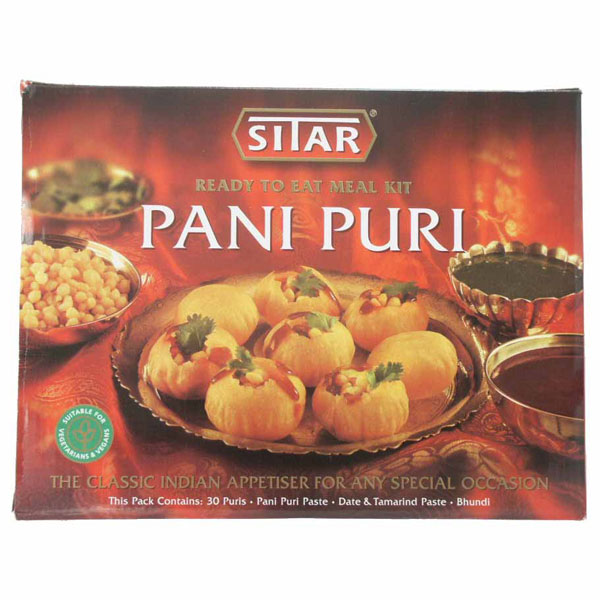 SITAR®
READY TO EAT MEAL KIT
PANI PURI
SUITABLE FOR
VEGETARIANS & VEGANS
THE CLASSIC INDIAN APPETISER FOR ANY SPECIAL OCCASION
This Pack Contains: 30 Puris • Pani Puri Paste • Date & Tamarind Paste • Bhundi